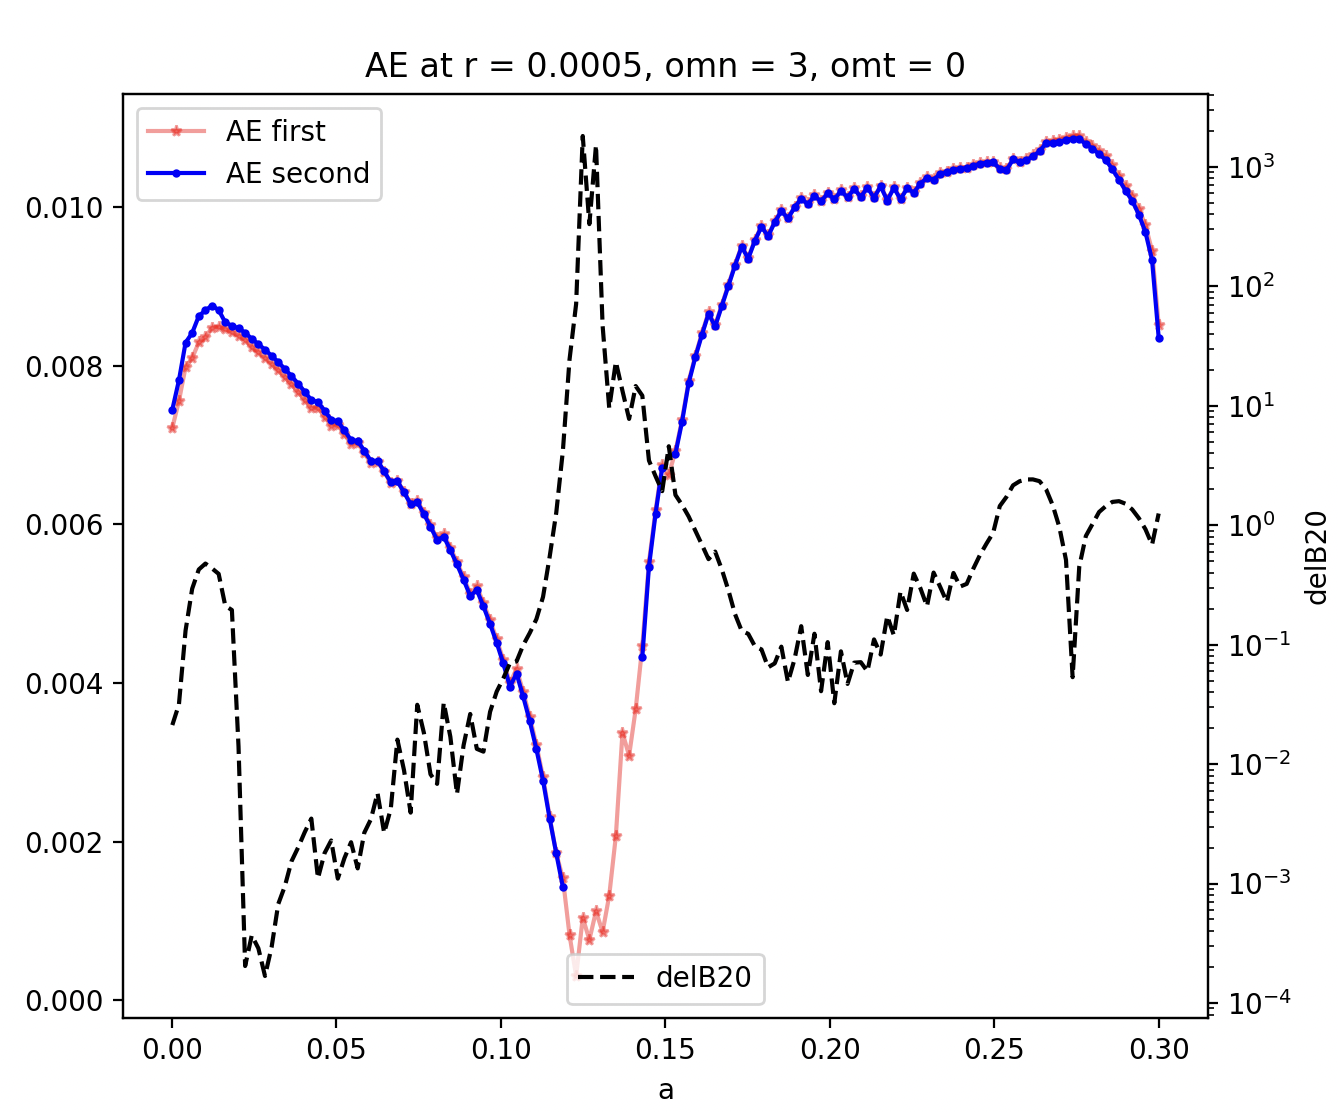 AE at r = 0.0005, omn = 3, omt = 0
AE first
AE second
0.010
0.008
0.006
0.004
0.002
0.000
10³
10²
10¹
10⁰
10⁻¹
10⁻²
10⁻³
10⁻⁴
delB20
delB20
0.00 0.05 0.10 0.15 0.20 0.25 0.30
a